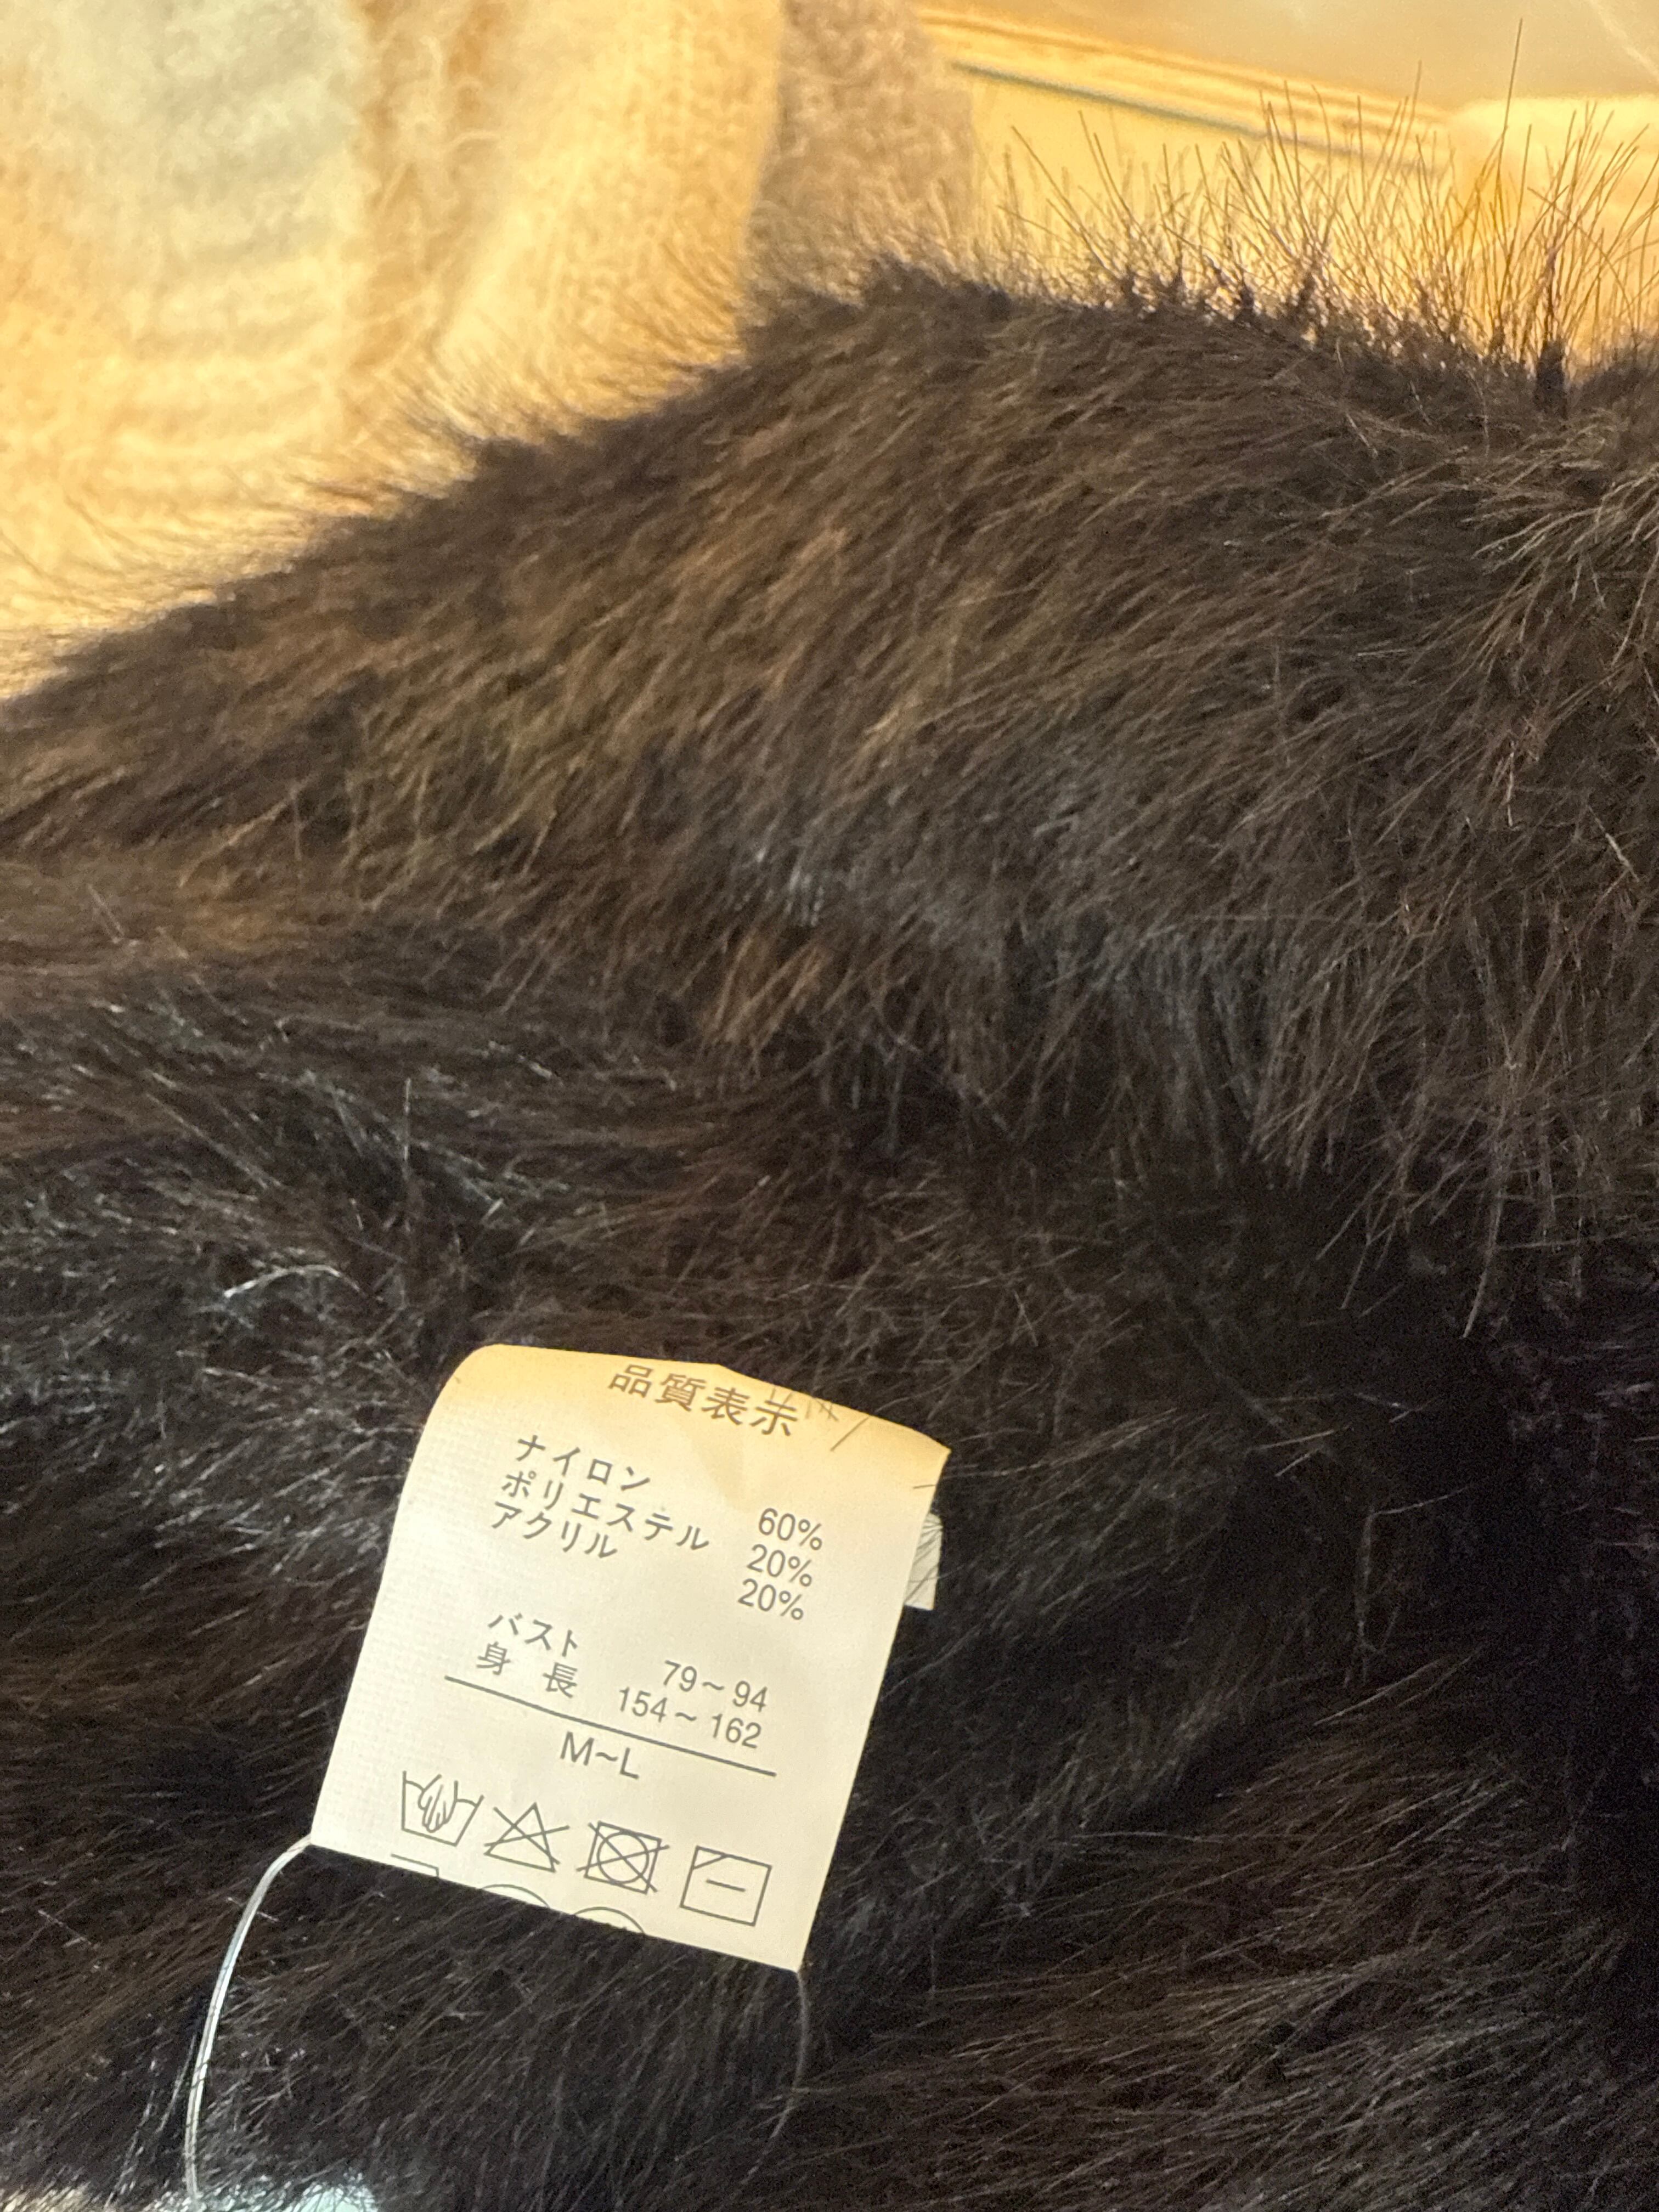 品質表示
ナイロン 60%
ポリエステル 20%
アクリル 20%
バスト 79~94
身 長 154~162
M~L